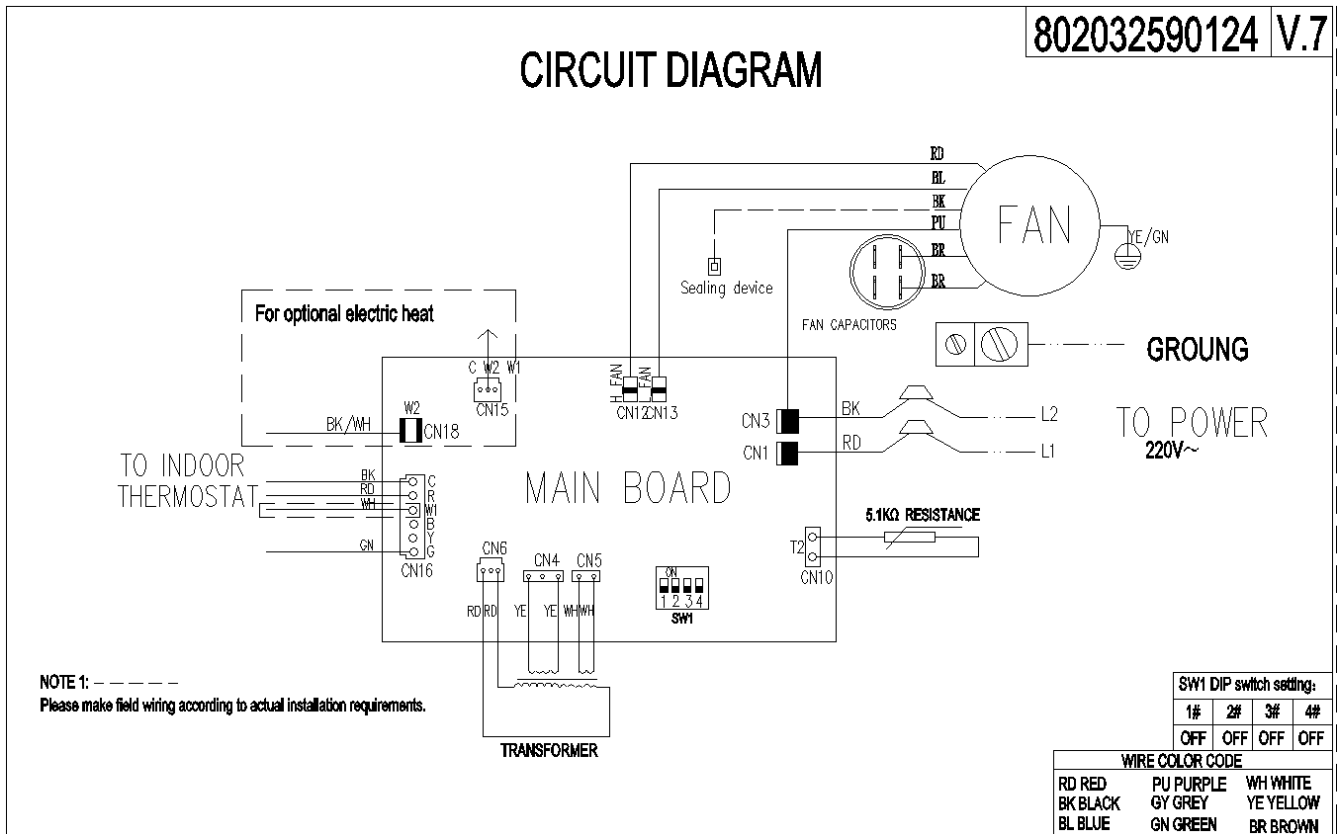 802032590124 V.7
CIRCUIT DIAGRAM
RD
BL
BK
PU
BR
BR
FAN
YE/GN
Sealing device
FAN CAPACITORS
For optional electric heat
C W2 W1
CN15
W2
BK/WH
CN18
H FAN
L FAN
CN12
CN13
GROUNG
CN3
BK
L2
CN1
RD
L1
TO POWER
220V～
TO INDOOR
THERMOSTAT
BK
C
RD
R
WH
W1
B
Y
GN
G
CN16
MAIN BOARD
5.1KΩ RESISTANCE
T2
CN10
CN6
CN4
CN5
ON
1 2 3 4
SW1
RD RD
YE
YE
WH WH
TRANSFORMER
NOTE 1: – – – – –
Please make field wiring according to actual installation requirements.
SW1 DIP switch setting:
1# 2# 3# 4#
OFF OFF OFF OFF
WIRE COLOR CODE
RD RED PU PURPLE WH WHITE
BK BLACK GY GREY YE YELLOW
BL BLUE GN GREEN BR BROWN